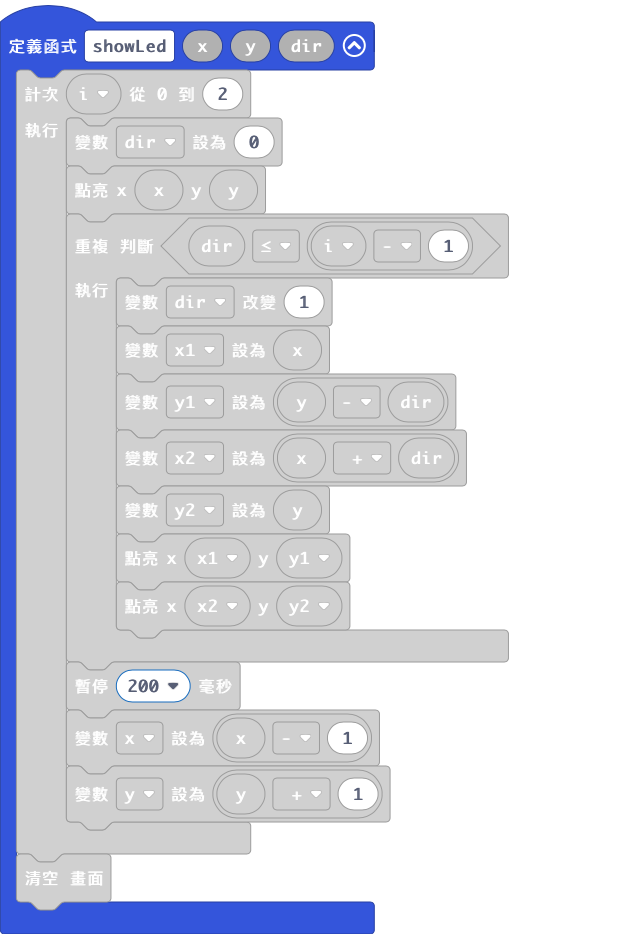 定義函式 showLed x y dir
計次 i 從 0 到 2
執行
變數 dir 設為 0
點亮 x x y y
重複 判斷 dir ≤ i - 1
執行
變數 dir 改變 1
變數 x1 設為 x
變數 y1 設為 y - dir
變數 x2 設為 x + dir
變數 y2 設為 y
點亮 x x1 y y1
點亮 x x2 y y2
暫停 200 毫秒
變數 x 設為 x - 1
變數 y 設為 y + 1
清空 畫面